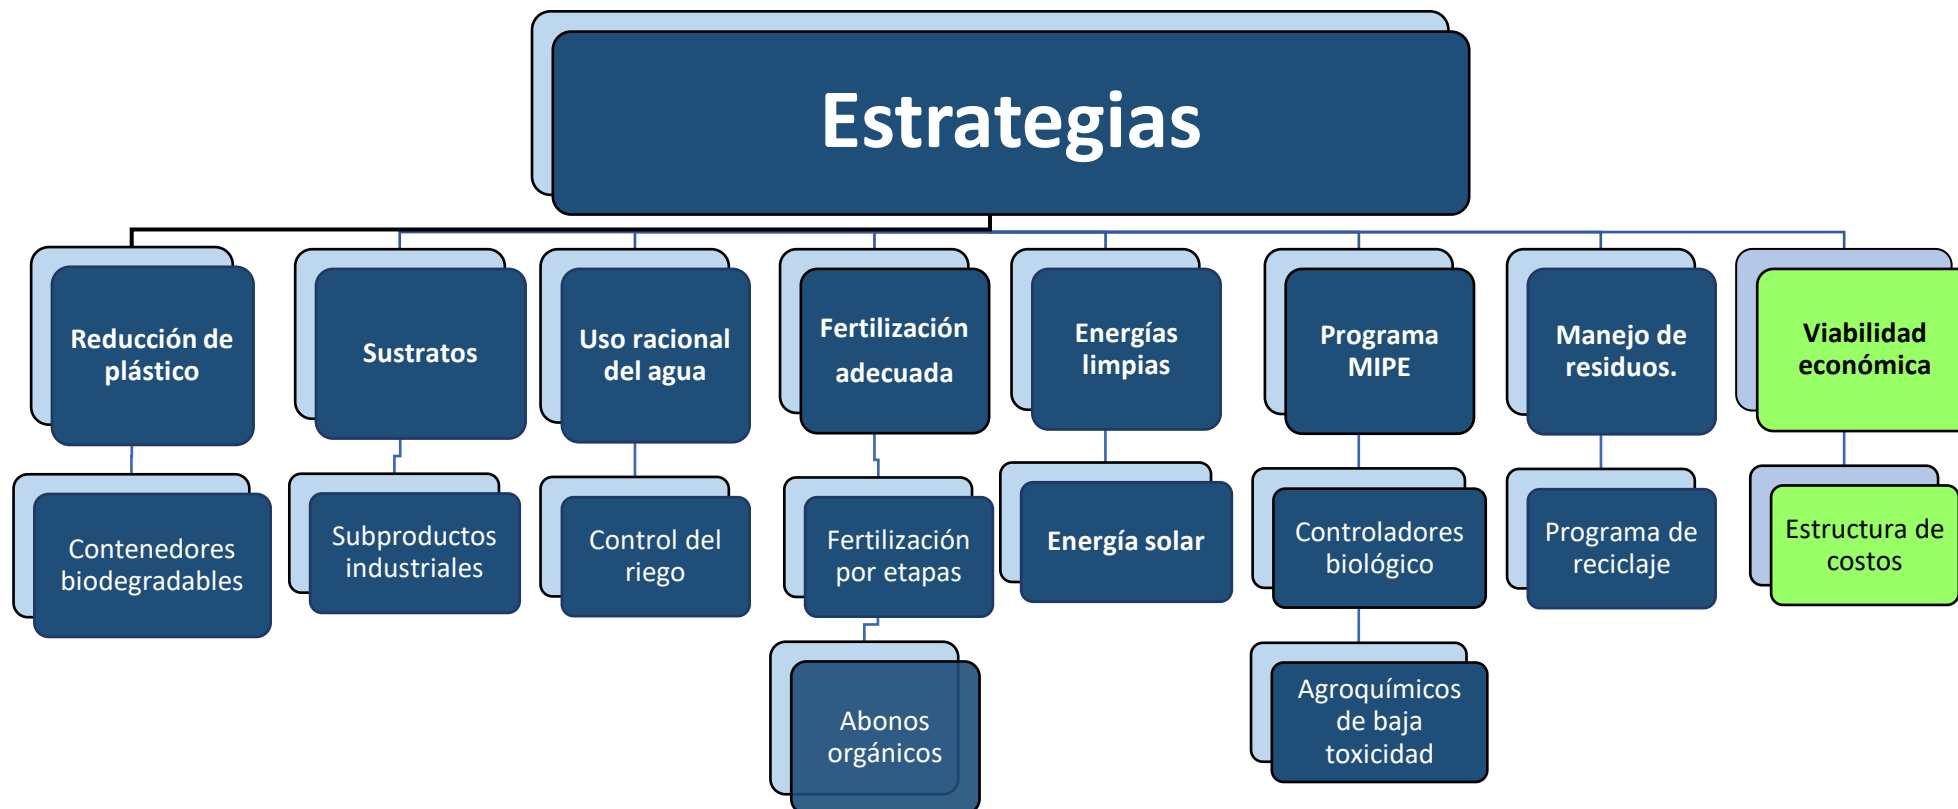 Estrategias
Reducción de
plástico
Sustratos
Uso racional
del agua
Fertilización
adecuada
Energías
limpias
Programa
MIPE
Manejo de
residuos.
Viabilidad
económica
Contenedores
biodegradables
Subproductos
industriales
Control del
riego
Fertilización
por etapas
Energía solar
Controladores
biológico
Programa de
reciclaje
Estructura de
costos
Abonos
orgánicos
Agroquímicos
de baja
toxicidad